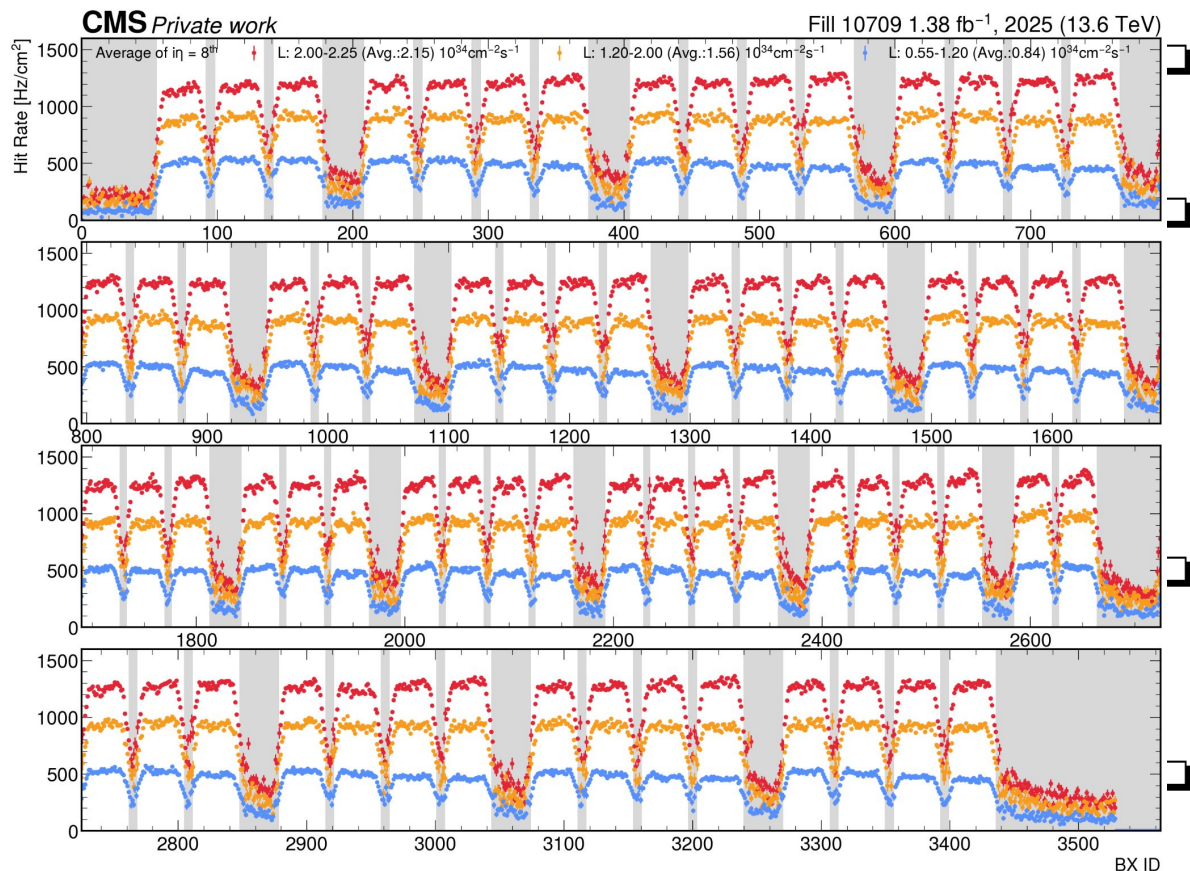 CMS Private work Fill 10709 1.38 fb⁻¹, 2025 (13.6 TeV)
Average of iη = 8ᵗʰ L: 2.00-2.25 (Avg.:2.15) 10³⁴cm⁻²s⁻¹ L: 1.20-2.00 (Avg.:1.56) 10³⁴cm⁻²s⁻¹ L: 0.55-1.20 (Avg.:0.84) 10³⁴cm⁻²s⁻¹
Hit Rate [Hz/cm²]
1500
1000
500
0
0 100 200 300 400 500 600 700
1500
1000
500
0
800 900 1000 1100 1200 1300 1400 1500 1600
1500
1000
500
0
1800 2000 2200 2400 2600
1500
1000
500
0
2800 2900 3000 3100 3200 3300 3400 3500
BX ID